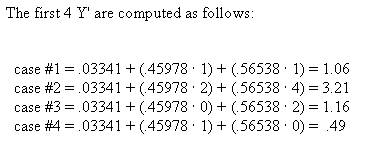 The first 4 Y' are computed as follows:
case #1 = .03341 + (.45978 · 1) + (.56538 · 1) = 1.06
case #2 = .03341 + (.45978 · 2) + (.56538 · 4) = 3.21
case #3 = .03341 + (.45978 · 0) + (.56538 · 2) = 1.16
case #4 = .03341 + (.45978 · 1) + (.56538 · 0) = .49